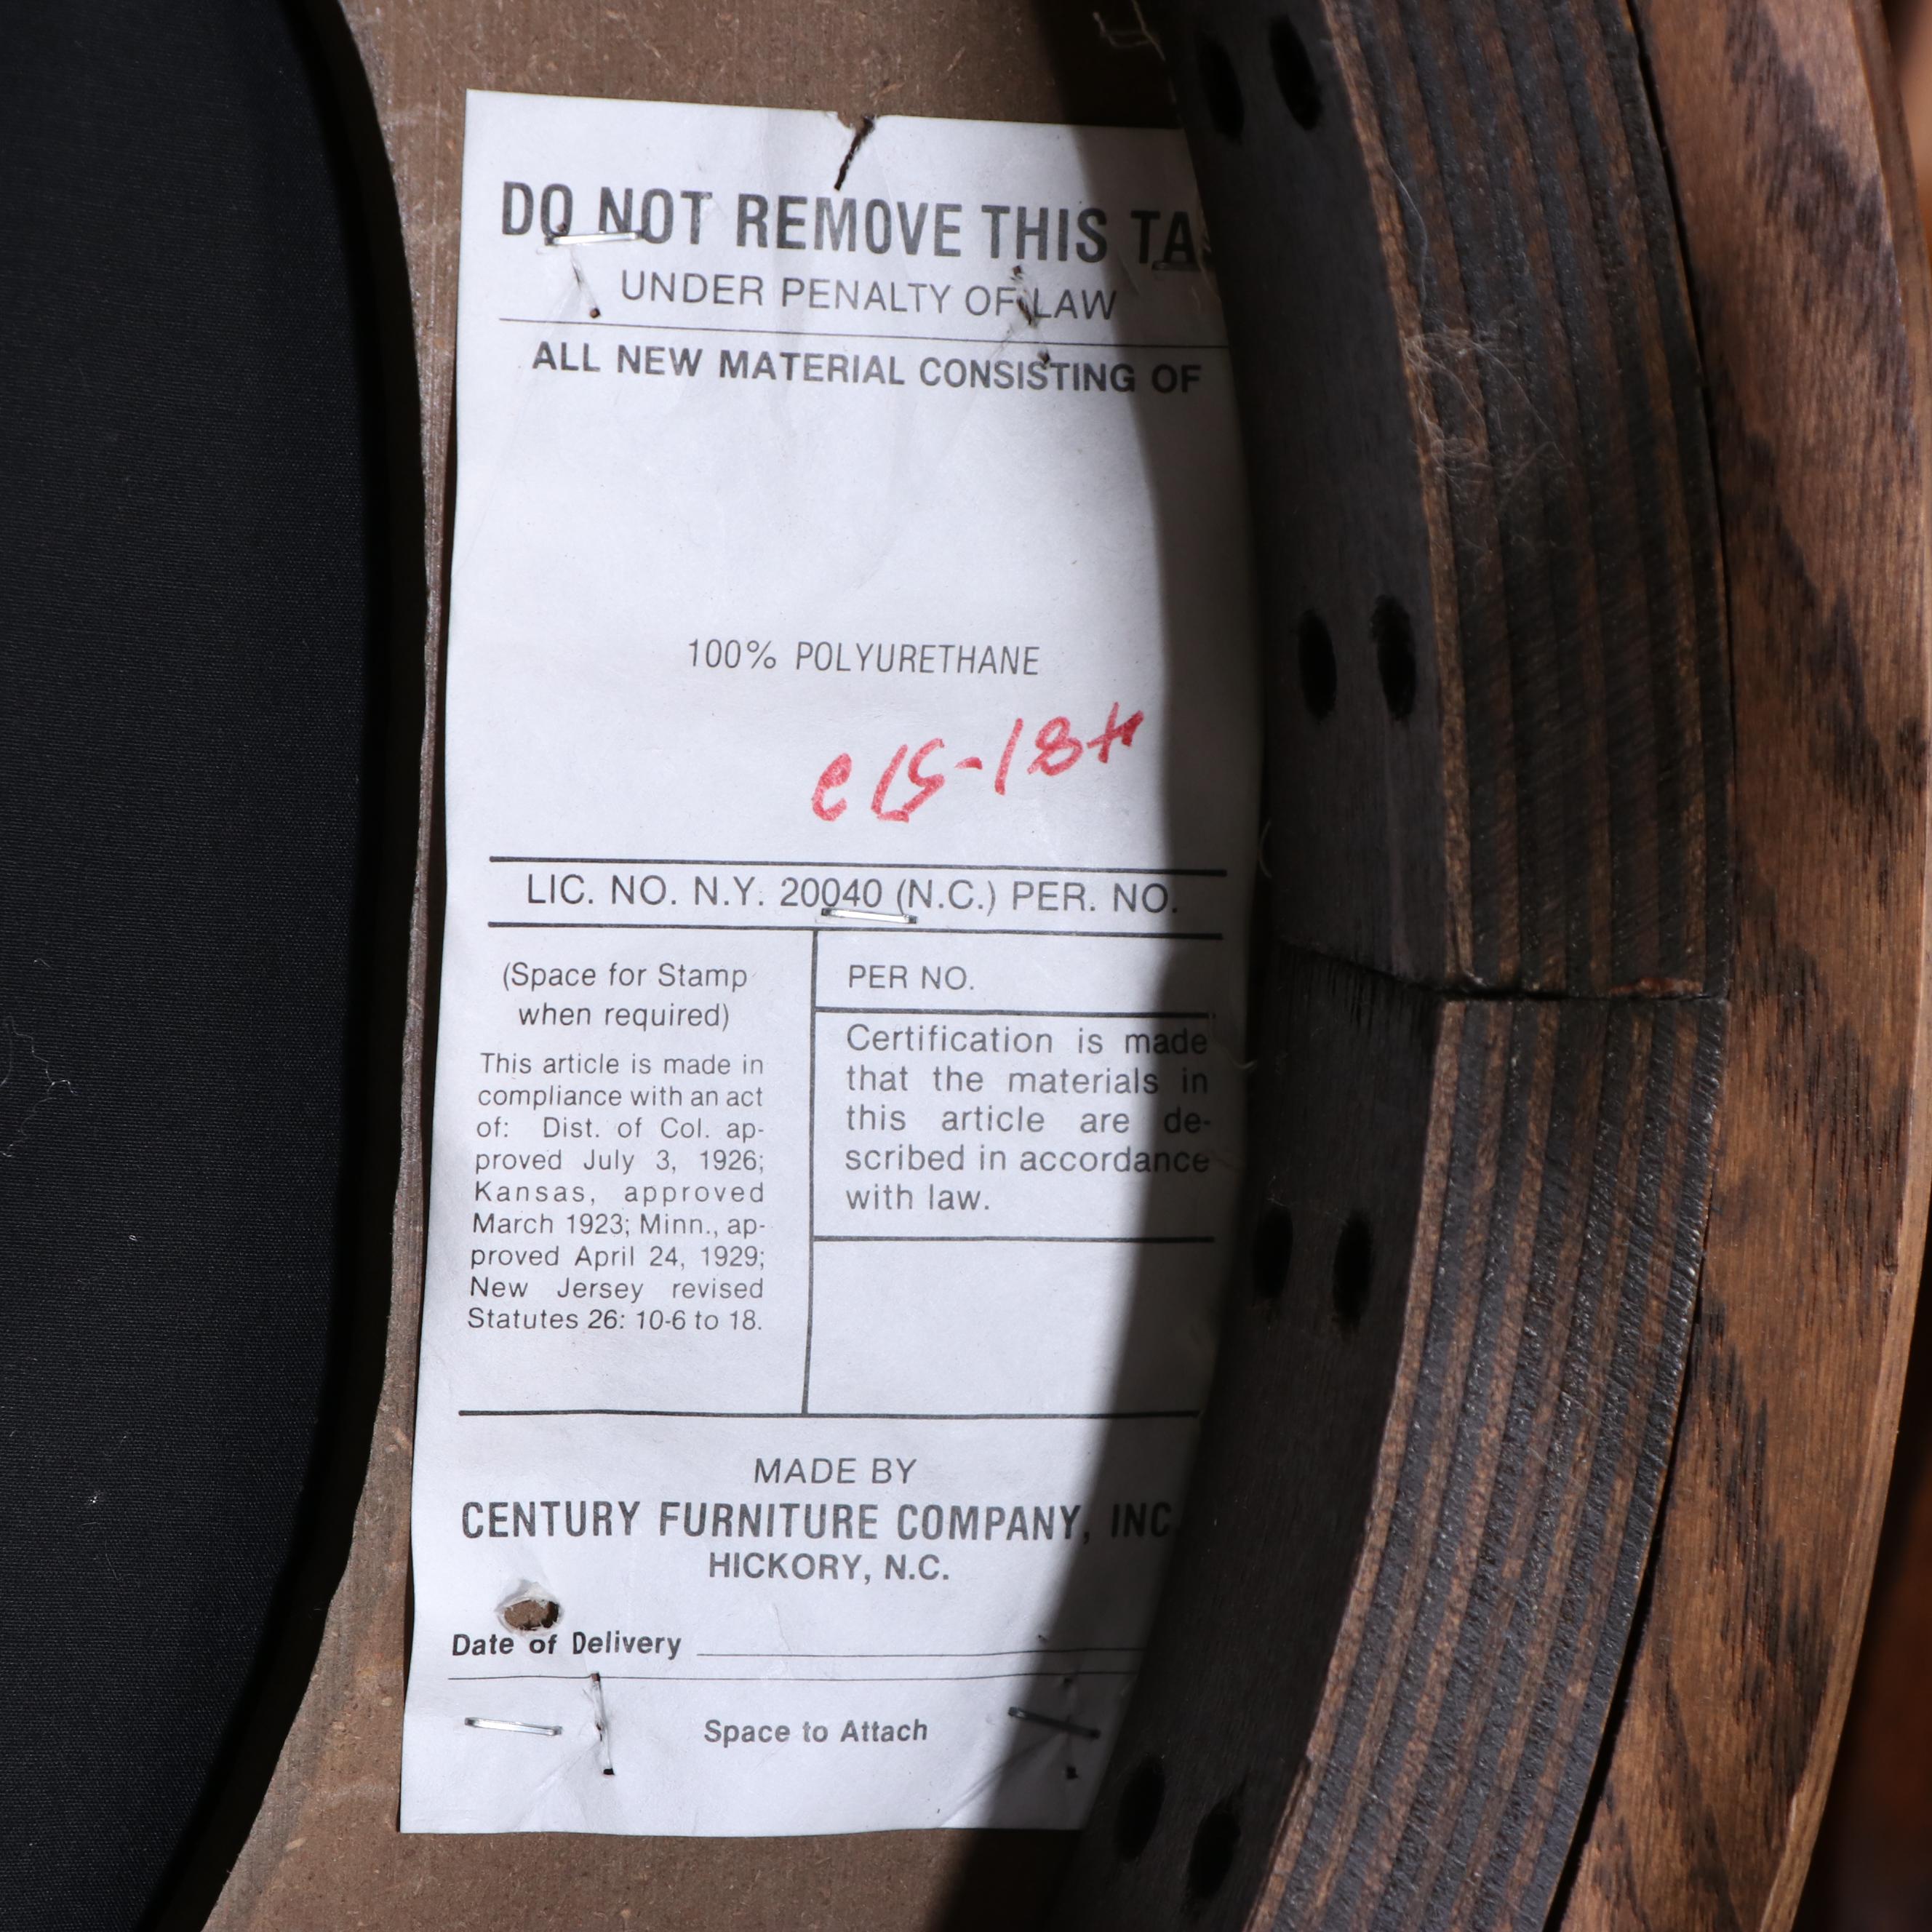 DO NOT REMOVE THIS
UNDER PENALTY OF LAW
ALL NEW MATERIAL CONSISTING OF
100% POLYURETHANE
LIC. NO. N.Y. 20040 (N.C.) PER. NO.
(Space for Stamp
when required)
This article is made in
compliance with an act
of: Dist. of Col. ap-
proved July 3, 1926;
Kansas, approved
March 1923; Minn., ap-
proved April 24, 1929;
New Jersey revised
Statutes 26: 10-6 to 18.
PER NO.
Certification is made
that the materials in
this article are de-
scribed in accordance
with law.
MADE BY
CENTURY FURNITURE COMPANY, INC.
HICKORY, N.C.
Date of Delivery
Space to Attach